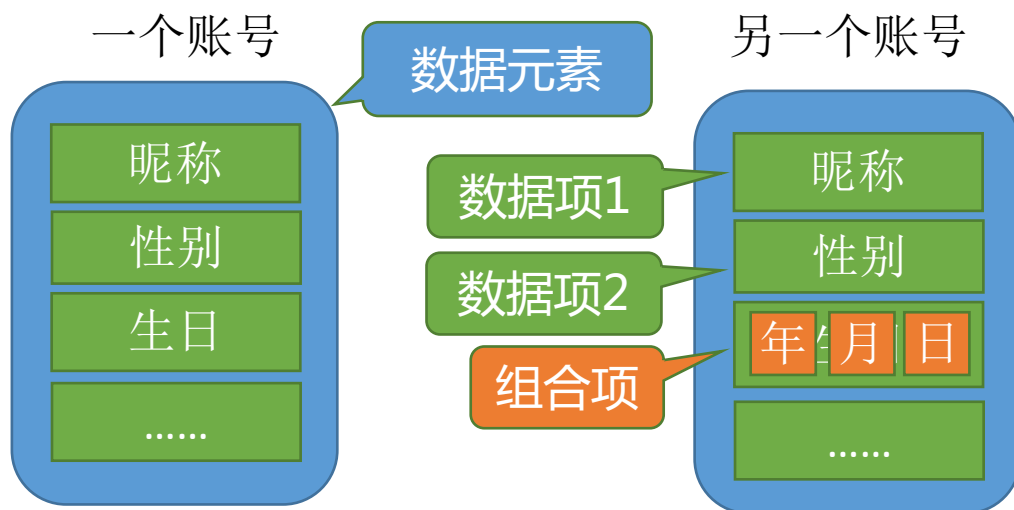 一个账号
另一个账号
数据元素
昵称
性别
生日
……
数据项1
数据项2
组合项
昵称
性别
年
月
日
……